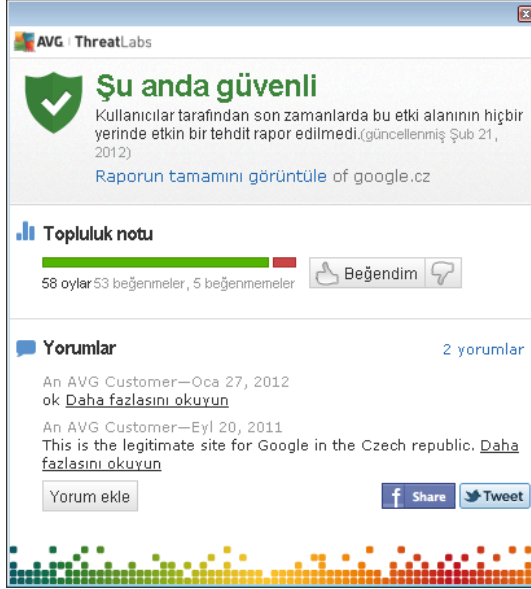 AVG ThreatLabs
Şu anda güvenli
Kullanıcılar tarafından son zamanlarda bu etki alanının hiçbir
yerinde etkin bir tehdit rapor edilmedi.(güncellenmiş Şub 21,
2012)
Raporun tamamını görüntüle of google.cz
Topluluk notu
58 oylar 53 beğenmeler, 5 beğenmemeler
Beğendim
Yorumlar
2 yorumlar
An AVG Customer—Oca 27, 2012
ok Daha fazlasını okuyun
An AVG Customer—Eyl 20, 2011
This is the legitimate site for Google in the Czech republic. Daha
fazlasını okuyun
Yorum ekle
f Share
Tweet